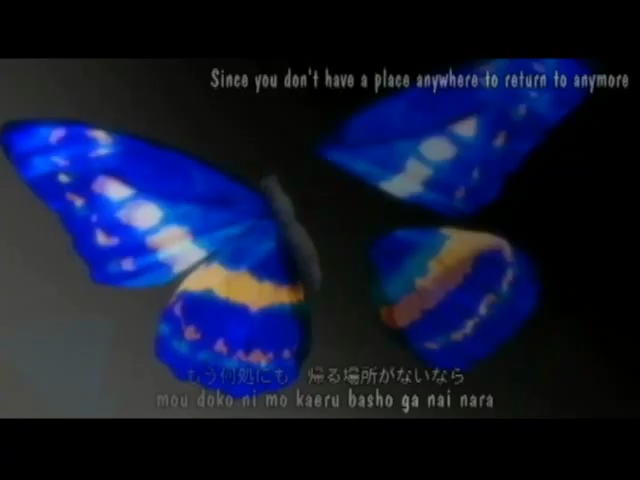 Since you don't have a place anywhere to return to anymore
もう何処にも 帰る場所がないなら
mou doko ni mo kaeru basho ga nai nara